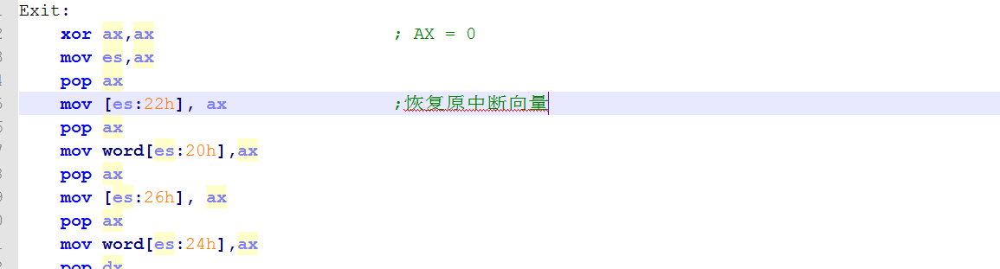 Exit:
xor ax,ax ; AX = 0
mov es,ax
pop ax
mov [es:22h], ax ;恢复原中断向量
pop ax
mov word[es:20h],ax
pop ax
mov [es:26h], ax
pop ax
mov word[es:24h],ax
pop dx